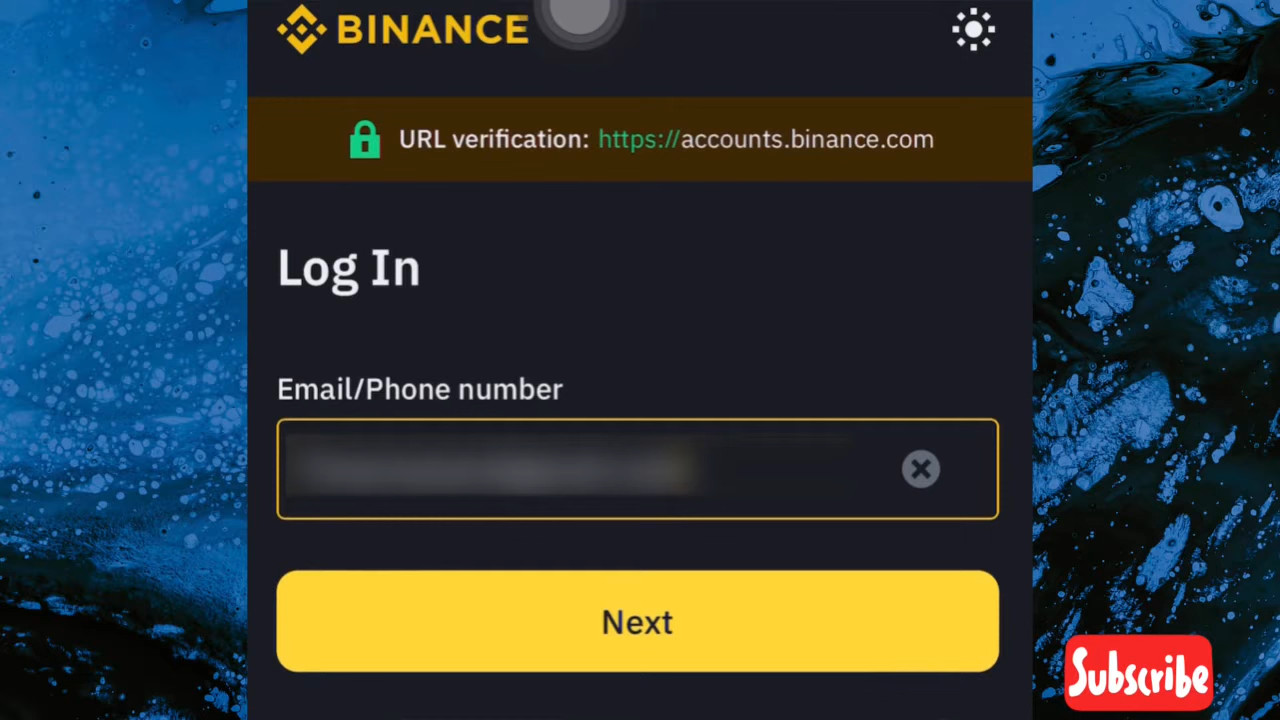 BINANCE
URL verification: https://accounts.binance.com
Log In
Email/Phone number
Next
Subscribe